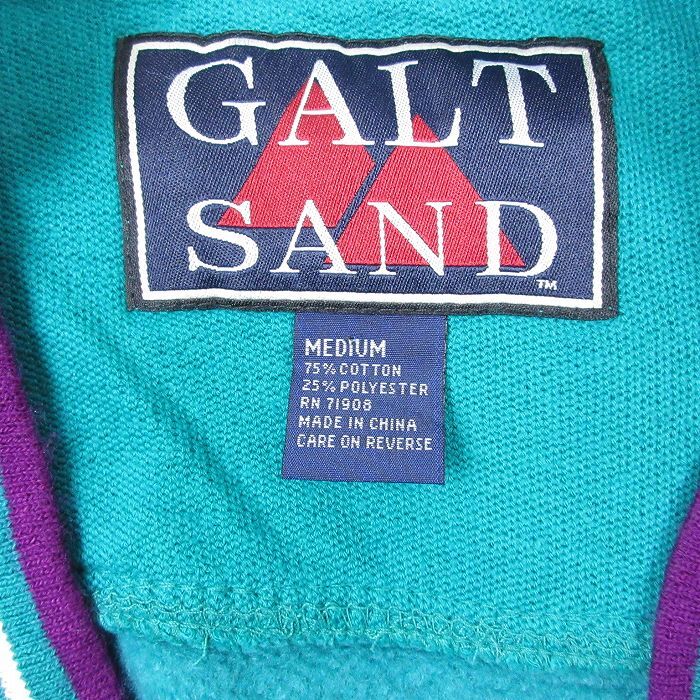 GALT
SAND
TM
MEDIUM
75% COTTON
25% POLYESTER
RN 71908
MADE IN CHINA
CARE ON REVERSE